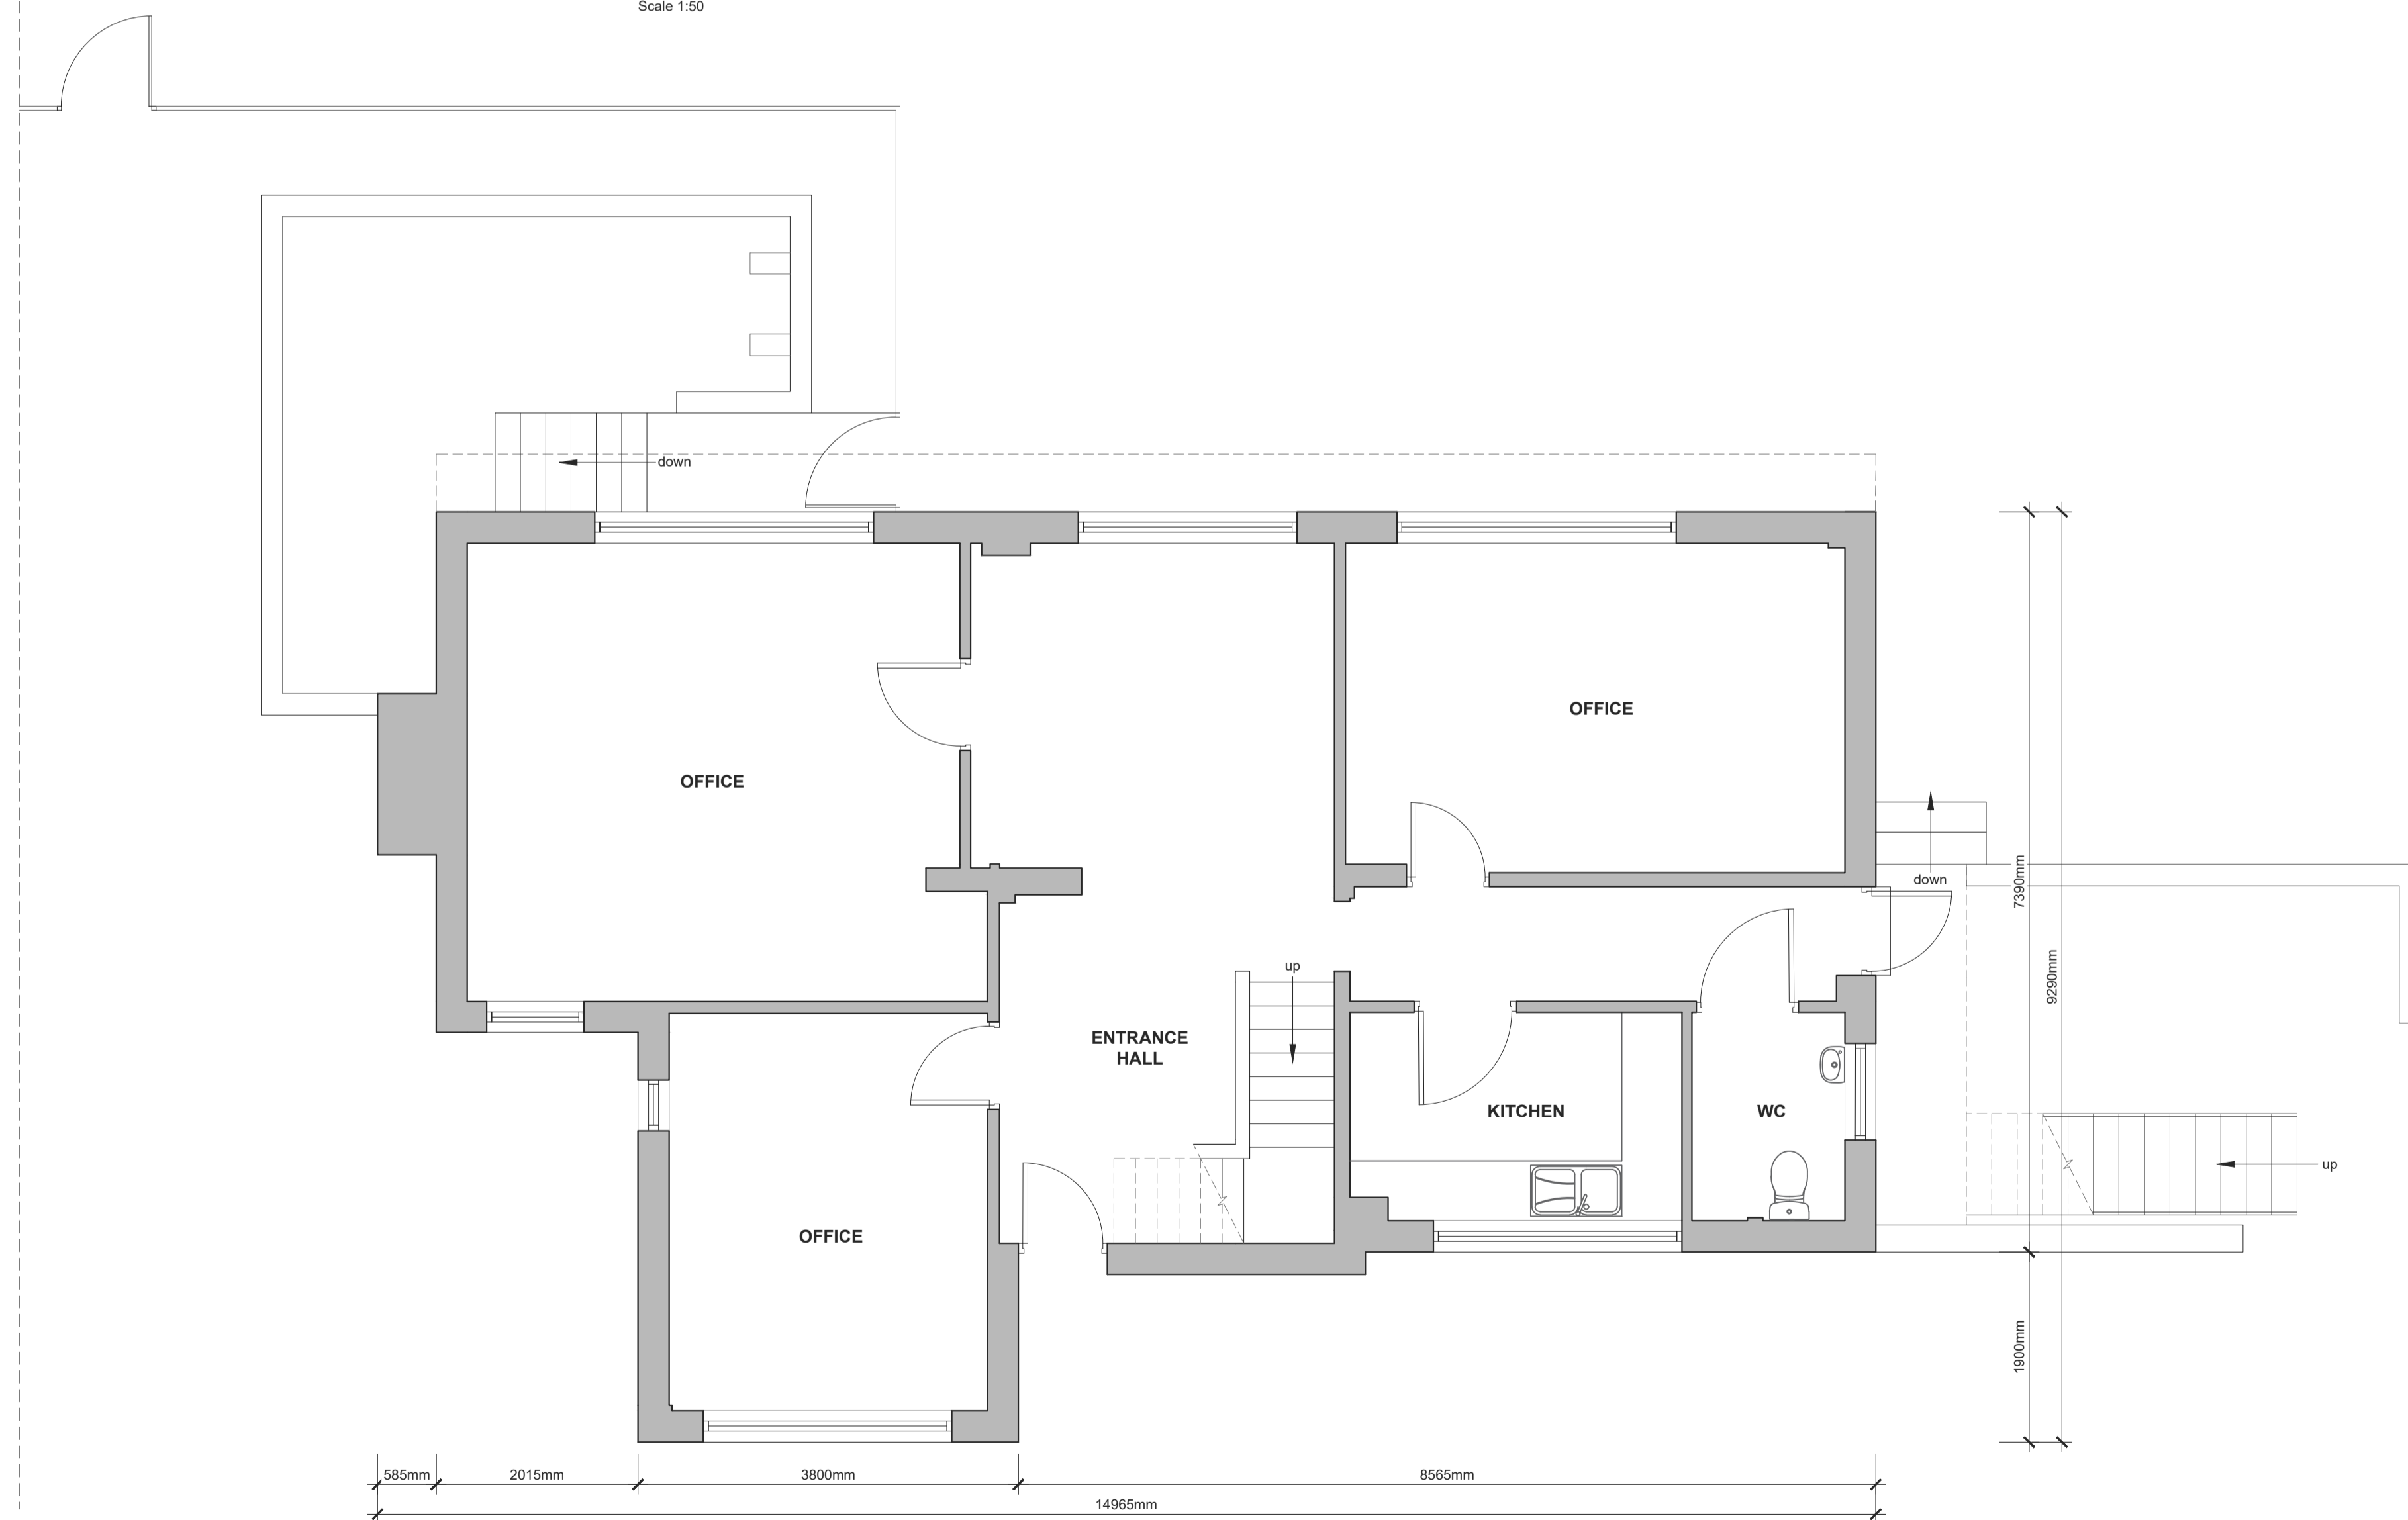 Scale 1:50
down
OFFICE
OFFICE
down
7390mm
9290mm
up
ENTRANCE
HALL
KITCHEN
WC
up
OFFICE
1900mm
585mm
2015mm
3800mm
8565mm
14965mm